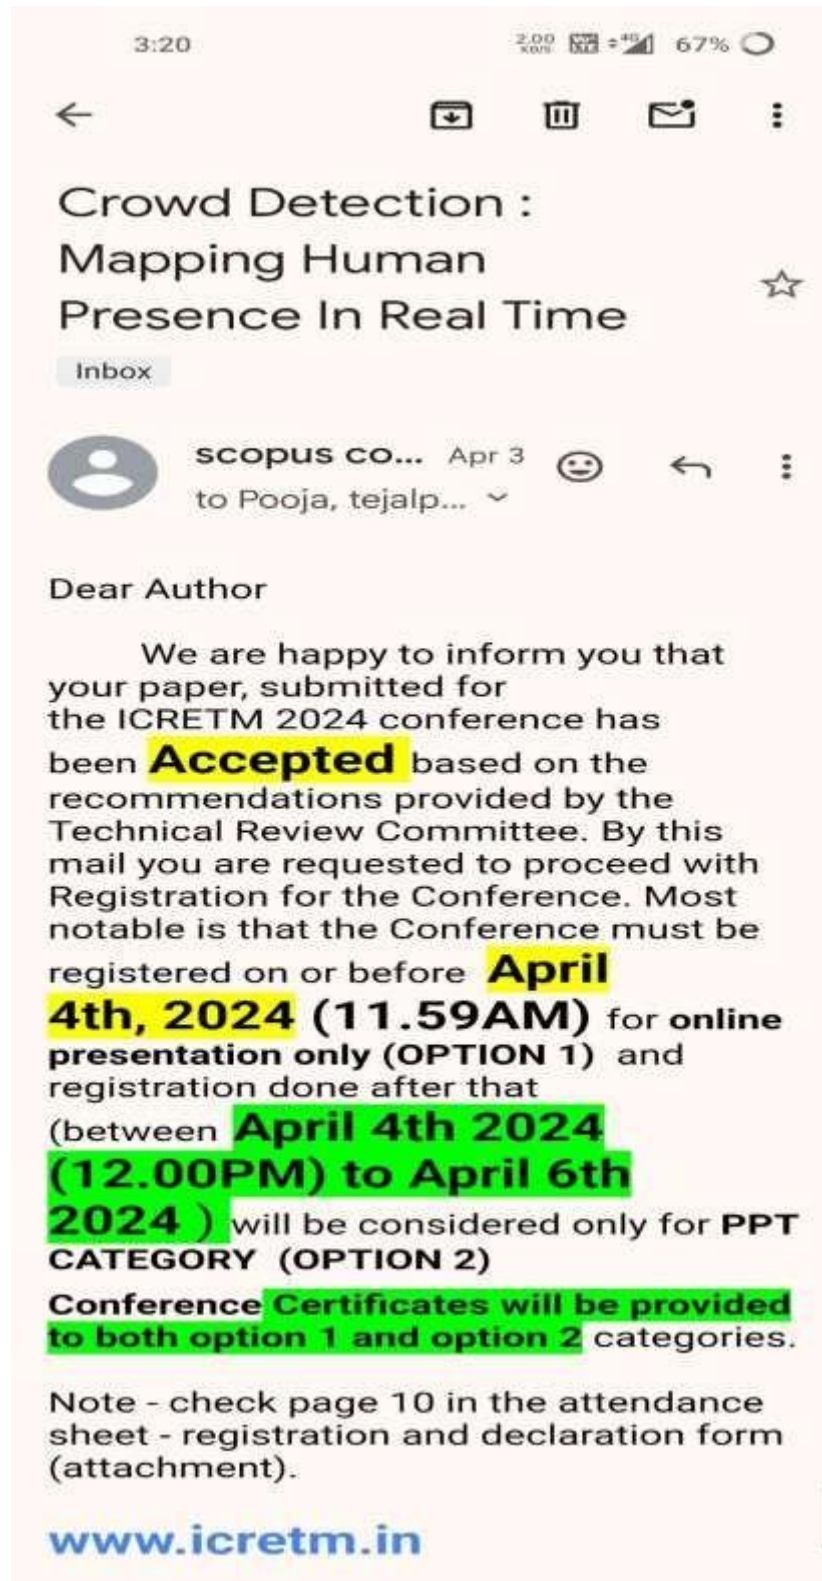 3:20
2.00
KB/S
4G
67%
Crowd Detection :
Mapping Human
Presence In Real Time
Inbox
scopus co... Apr 3
to Pooja, tejalp...
Dear Author
We are happy to inform you that
your paper, submitted for
the ICRETM 2024 conference has
been Accepted based on the
recommendations provided by the
Technical Review Committee. By this
mail you are requested to proceed with
Registration for the Conference. Most
notable is that the Conference must be
registered on or before April
4th, 2024 (11.59AM) for online
presentation only (OPTION 1) and
registration done after that
(between April 4th 2024
(12.00PM) to April 6th
2024 ) will be considered only for PPT
CATEGORY (OPTION 2)
Conference Certificates will be provided
to both option 1 and option 2 categories.
Note - check page 10 in the attendance
sheet - registration and declaration form
(attachment).
www.icretm.in